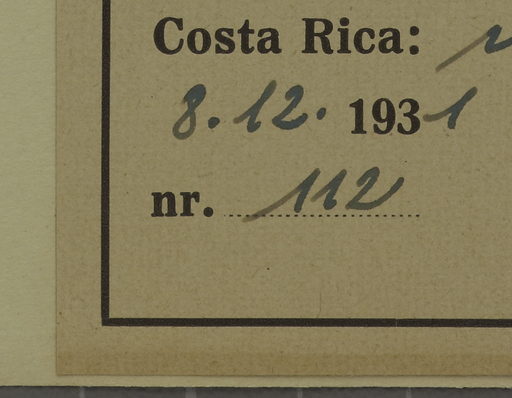 Costa Rica:
8. 12. 1931
nr. 112